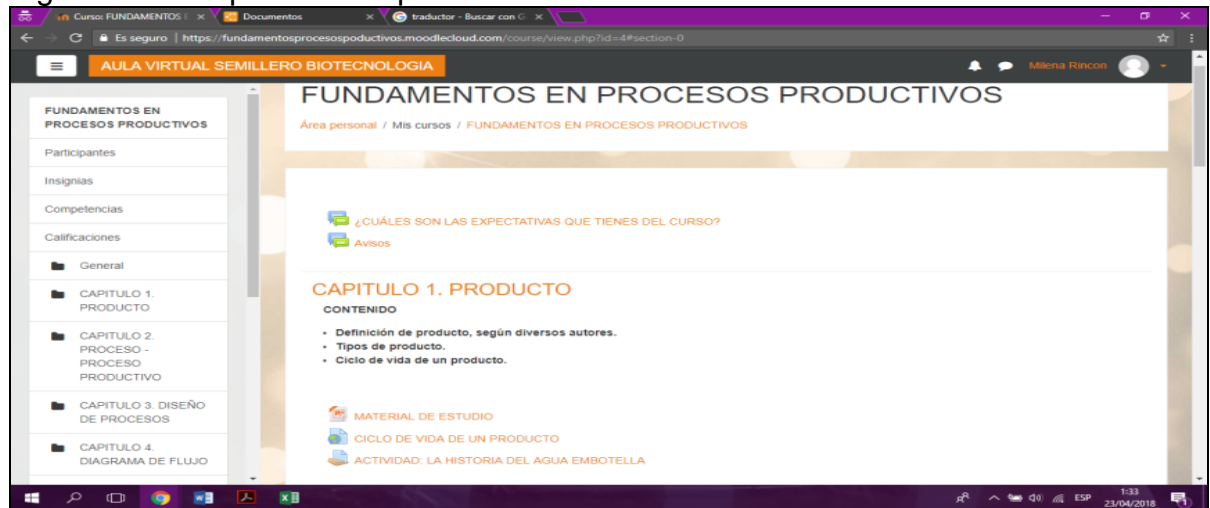 Curso: FUNDAMENTOS E
Documentos
traductor - Buscar con G
Es seguro | https://fundamentosprocesospoductivos.moodlecloud.com/course/view.php?id=4#section-0
AULA VIRTUAL SEMILLERO BIOTECNOLOGIA
Milena Rincon
FUNDAMENTOS EN
PROCESOS PRODUCTIVOS
Participantes
Insignias
Competencias
Calificaciones
General
CAPITULO 1.
PRODUCTO
CAPITULO 2.
PROCESO -
PROCESO
PRODUCTIVO
CAPITULO 3. DISEÑO
DE PROCESOS
CAPITULO 4.
DIAGRAMA DE FLUJO
FUNDAMENTOS EN PROCESOS PRODUCTIVOS
Área personal / Mis cursos / FUNDAMENTOS EN PROCESOS PRODUCTIVOS
¿CUÁLES SON LAS EXPECTATIVAS QUE TIENES DEL CURSO?
Avisos
CAPITULO 1. PRODUCTO
CONTENIDO
• Definición de producto, según diversos autores.
• Tipos de producto.
• Ciclo de vida de un producto.
MATERIAL DE ESTUDIO
CICLO DE VIDA DE UN PRODUCTO
ACTIVIDAD: LA HISTORIA DEL AGUA EMBOTELLA
ESP
1:33
23/04/2018